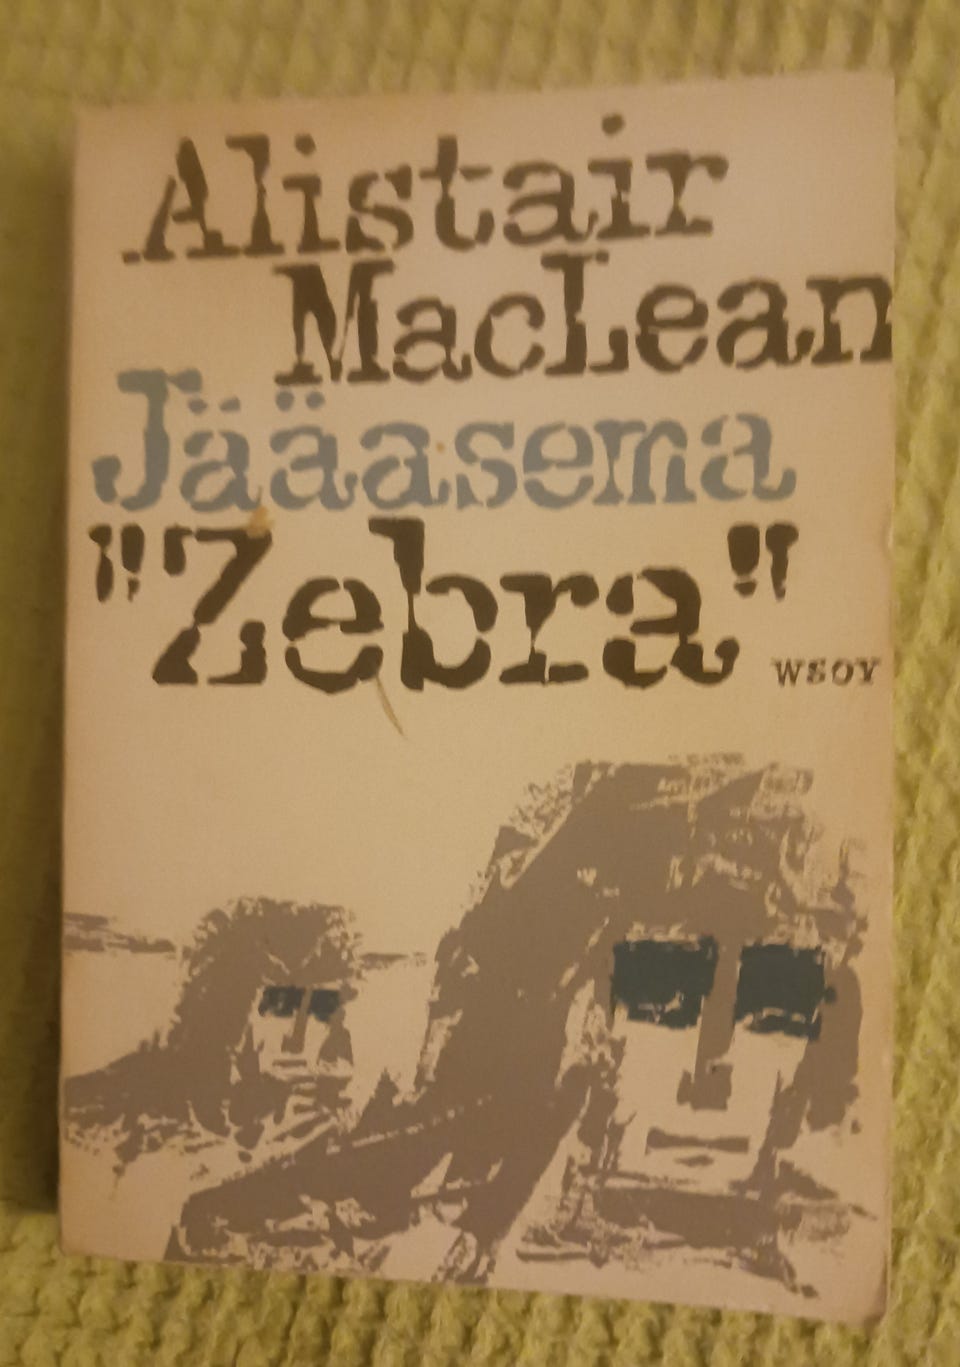 Alistair
MacLean
Jääasema
"Zebra"
WSOY